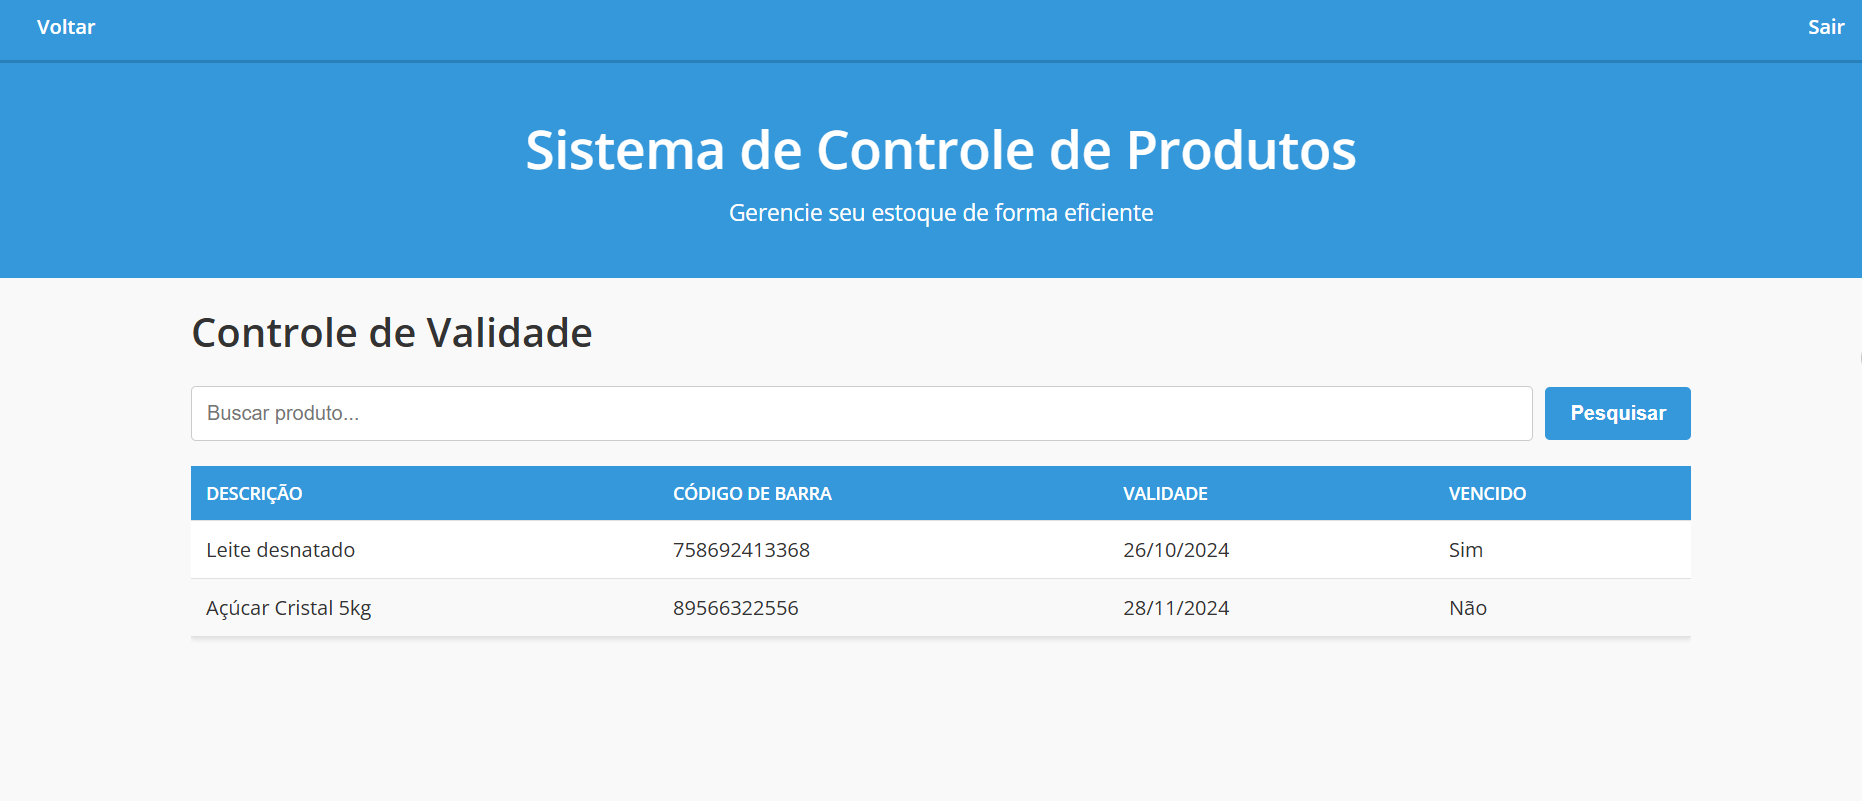 Voltar Sair
Sistema de Controle de Produtos
Gerencie seu estoque de forma eficiente
Controle de Validade
Buscar produto... Pesquisar
DESCRIÇÃO CÓDIGO DE BARRA VALIDADE VENCIDO
Leite desnatado 758692413368 26/10/2024 Sim
Açúcar Cristal 5kg 89566322556 28/11/2024 Não